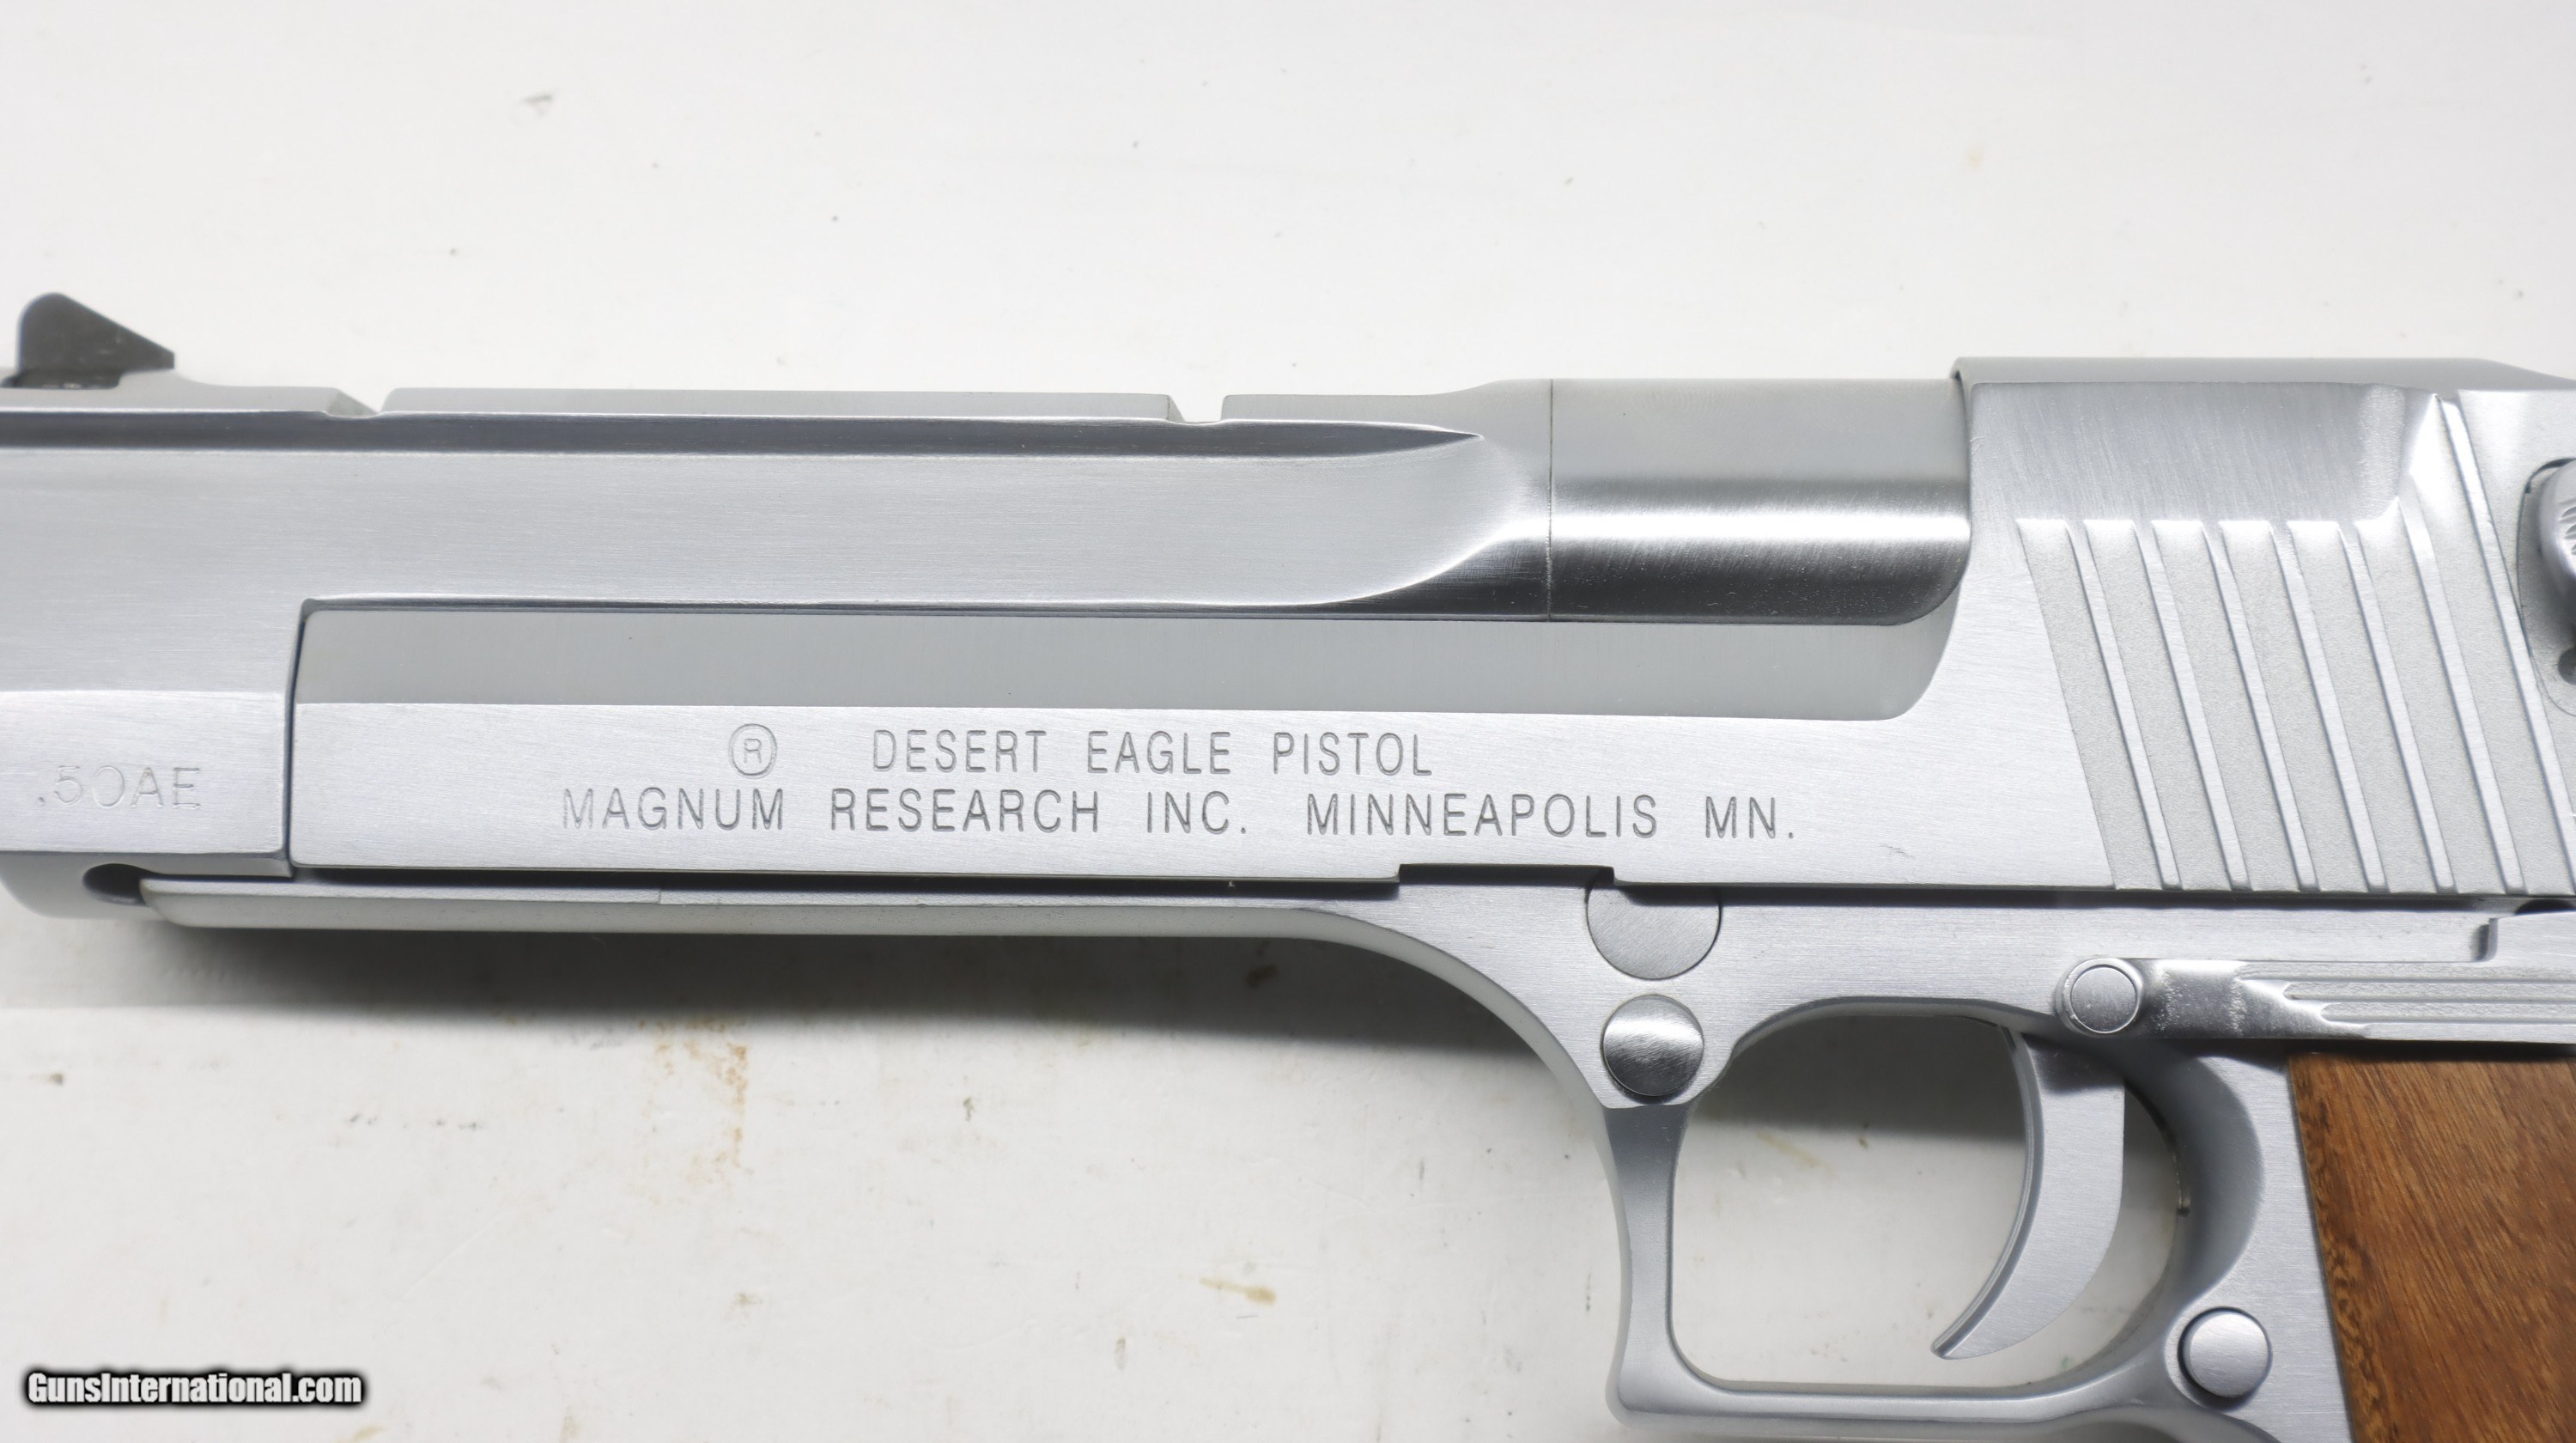 ® DESERT EAGLE PISTOL
.50AE
MAGNUM RESEARCH INC. MINNEAPOLIS MN.
GunsInternational.com